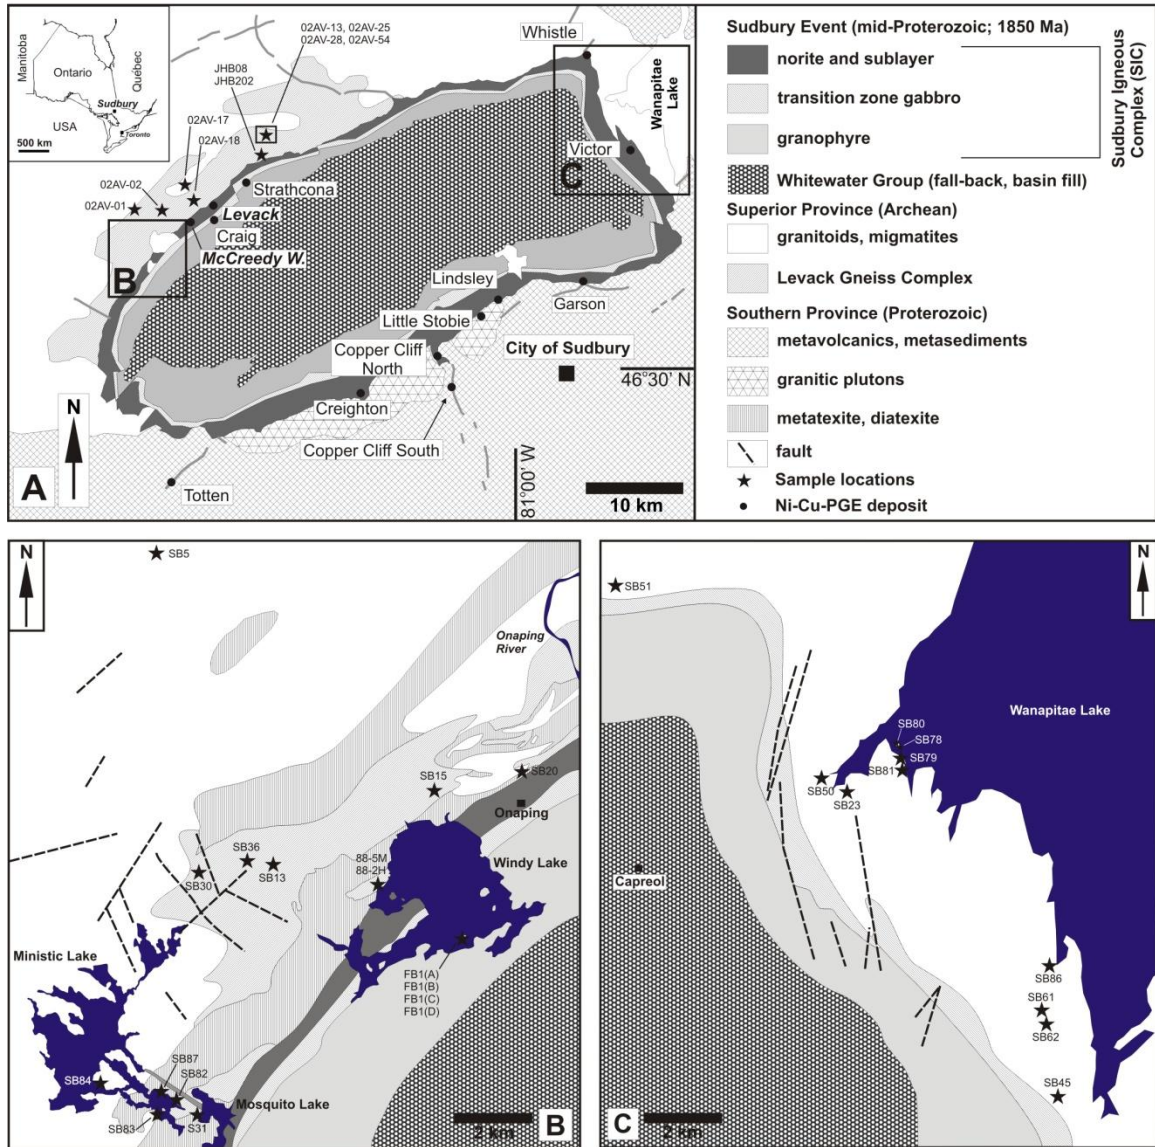 Manitoba
Ontario
Québec
Sudbury
Toronto
USA
500 km
02AV-13, 02AV-25
02AV-28, 02AV-54
JHB08
JHB202
02AV-17
02AV-18
02AV-02
02AV-01
Whistle
Wanapitae
Lake
Victor
C
Strathcona
Levack
Craig
McCreedy W.
B
Lindsley
Garson
Little Stobie
Copper Cliff
North
City of Sudbury
46°30' N
Creighton
Copper Cliff South
N
A
Totten
81°00' W
10 km
Sudbury Event (mid-Proterozoic; 1850 Ma)
norite and sublayer
transition zone gabbro
granophyre
Sudbury Igneous
Complex (SIC)
Whitewater Group (fall-back, basin fill)
Superior Province (Archean)
granitoids, migmatites
Levack Gneiss Complex
Southern Province (Proterozoic)
metavolcanics, metasediments
granitic plutons
metatexite, diatexite
fault
Sample locations
Ni-Cu-PGE deposit
N
SB5
Onaping
River
SB15
SB20
Onaping
SB36
SB30
SB13
88-5M
88-2H
Windy Lake
Ministic Lake
FB1(A)
FB1(B)
FB1(C)
FB1(D)
SB87
SB82
SB84
Mosquito Lake
SB83
S31
2 km
B
N
SB51
Wanapitae Lake
SB80
SB78
SB79
SB81
SB50
SB23
Capreol
SB86
SB61
SB62
SB45
C
2 km